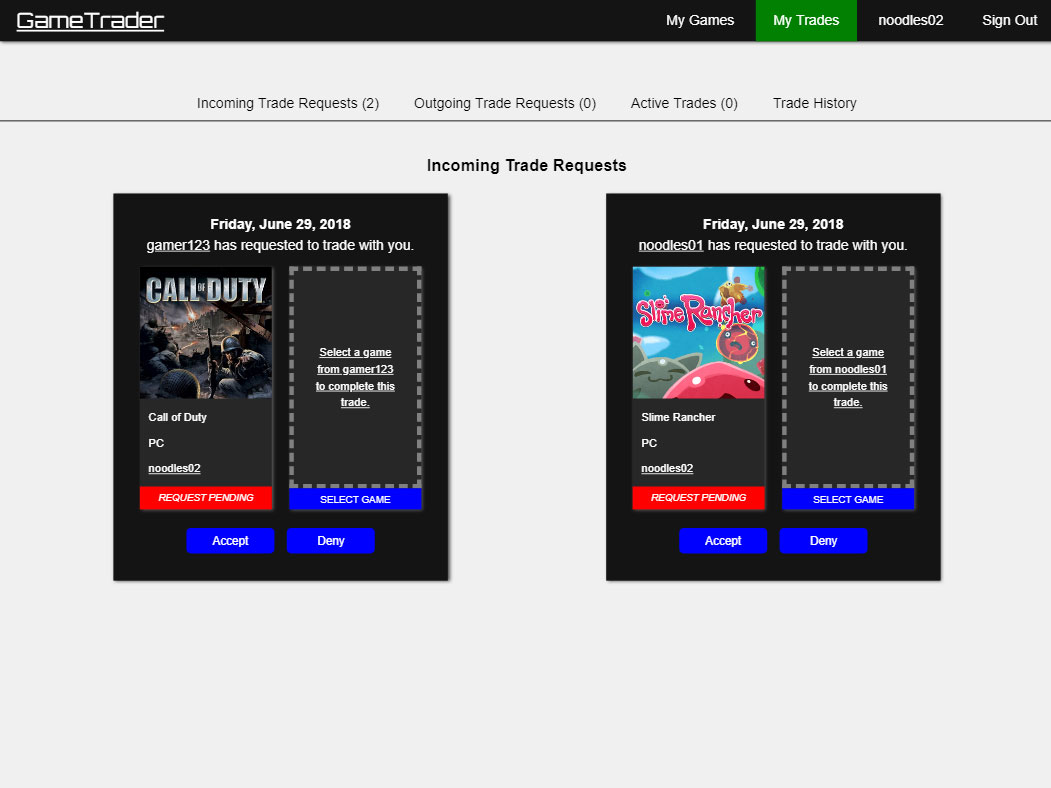 GameTrader
My Games
My Trades
noodles02
Sign Out
Incoming Trade Requests (2)
Outgoing Trade Requests (0)
Active Trades (0)
Trade History
Incoming Trade Requests
Friday, June 29, 2018
gamer123 has requested to trade with you.
CALL OF DUTY
Call of Duty
PC
noodles02
REQUEST PENDING
Select a game
from gamer123
to complete this
trade.
SELECT GAME
Accept
Deny
Friday, June 29, 2018
noodles01 has requested to trade with you.
Slime Rancher
Slime Rancher
PC
noodles02
REQUEST PENDING
Select a game
from noodles01
to complete this
trade.
SELECT GAME
Accept
Deny